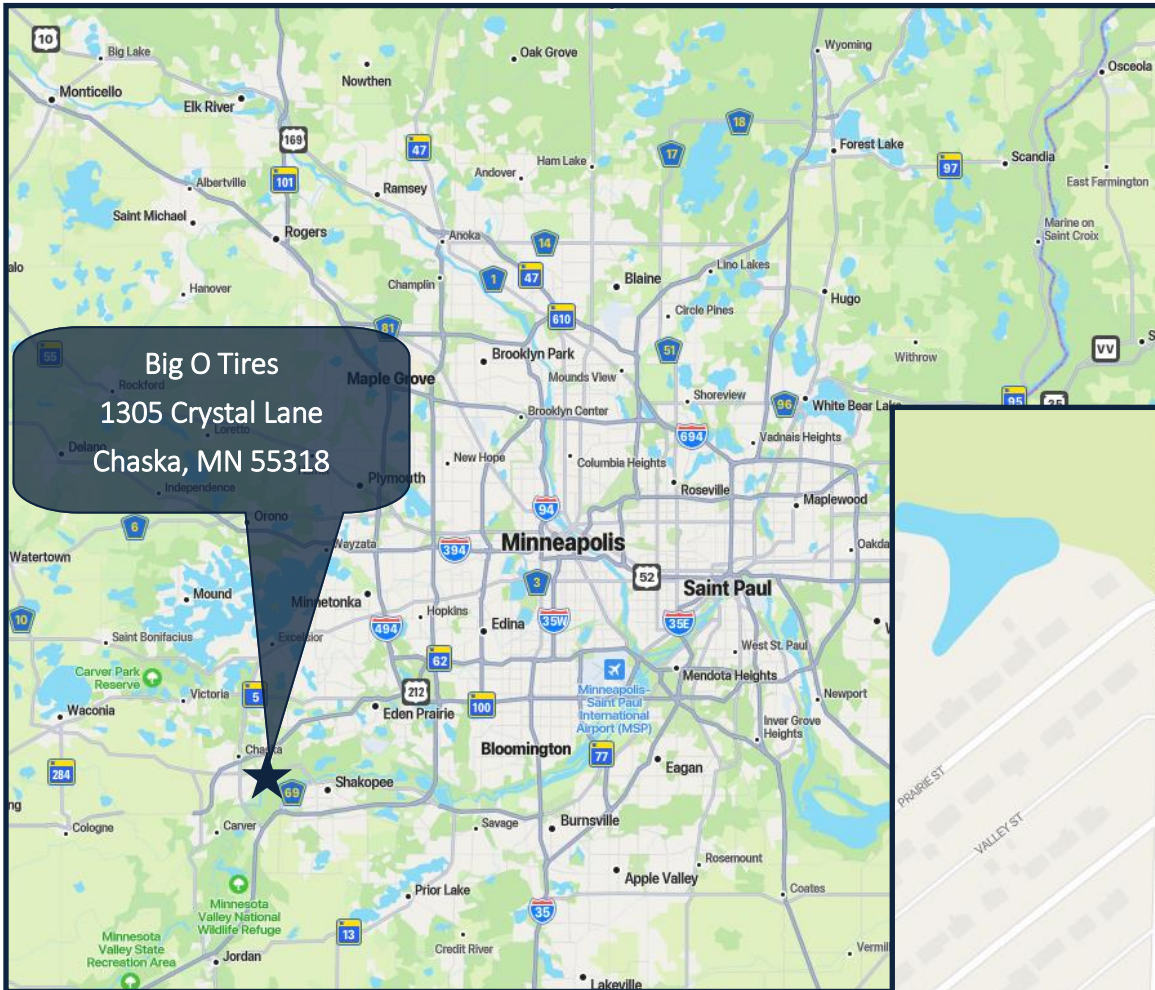 10
Big Lake
Oak Grove
Wyoming
Osceola
Monticello
Nowthen
Elk River
169
47
18
17
Forest Lake
Scandia
97
Ham Lake
Andover
101
Albertville
Ramsey
East Farmington
Saint Michael
Rogers
Marine on
Saint Croix
Anoka
14
Lino Lakes
alo
Hanover
Champlin
1
47
Blaine
Hugo
Circle Pines
610
81
51
VV
55
Brooklyn Park
Withrow
Mounds View
Maple Grove
Rockford
Shoreview
96
White Bear Lake
95
35
Brooklyn Center
694
Vadnais Heights
Big O Tires
1305 Crystal Lane
Chaska, MN 55318
Loretto
Delano
New Hope
Columbia Heights
Plymouth
Independence
Roseville
Maplewood
94
Orono
6
Minneapolis
Wayzata
394
Oakda
Watertown
52
3
Saint Paul
Mound
Minnetonka
Hopkins
10
494
Edina
35W
35E
Saint Bonifacius
Excelsior
West St. Paul
62
Carver Park
Reserve
Mendota Heights
Minneapolis-
Saint Paul
International
Airport (MSP)
Victoria
5
212
100
Newport
Waconia
Eden Prairie
Inver Grove
Heights
Bloomington
77
Chaska
Eagan
284
69
Shakopee
ng
Carver
Savage
Burnsville
Cologne
Rosemount
Apple Valley
Minnesota
Valley National
Wildlife Refuge
Prior Lake
Coates
35
13
Minnesota
Valley State
Recreation Area
Credit River
Jordan
Vermil
Lakeville
PRAIRIE ST
VALLEY ST